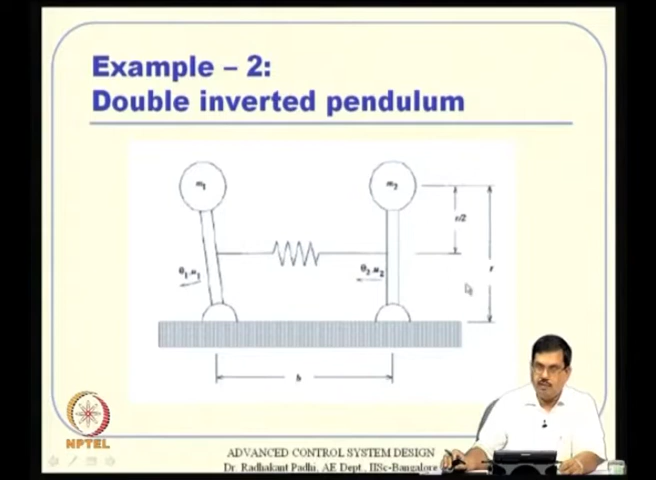 Example – 2:
Double inverted pendulum
m₁
m₂
r/2
θ₁,u₁
θ₂,u₂
r
b
NPTEL
ADVANCED CONTROL SYSTEM DESIGN
Dr. Radhakant Padhi, AE Dept., IISc-Bangalore